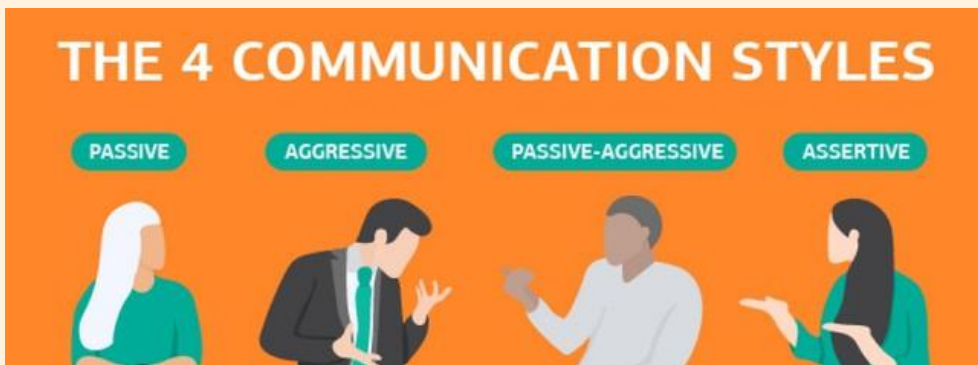 THE 4 COMMUNICATION STYLES
PASSIVE
AGGRESSIVE
PASSIVE-AGGRESSIVE
ASSERTIVE